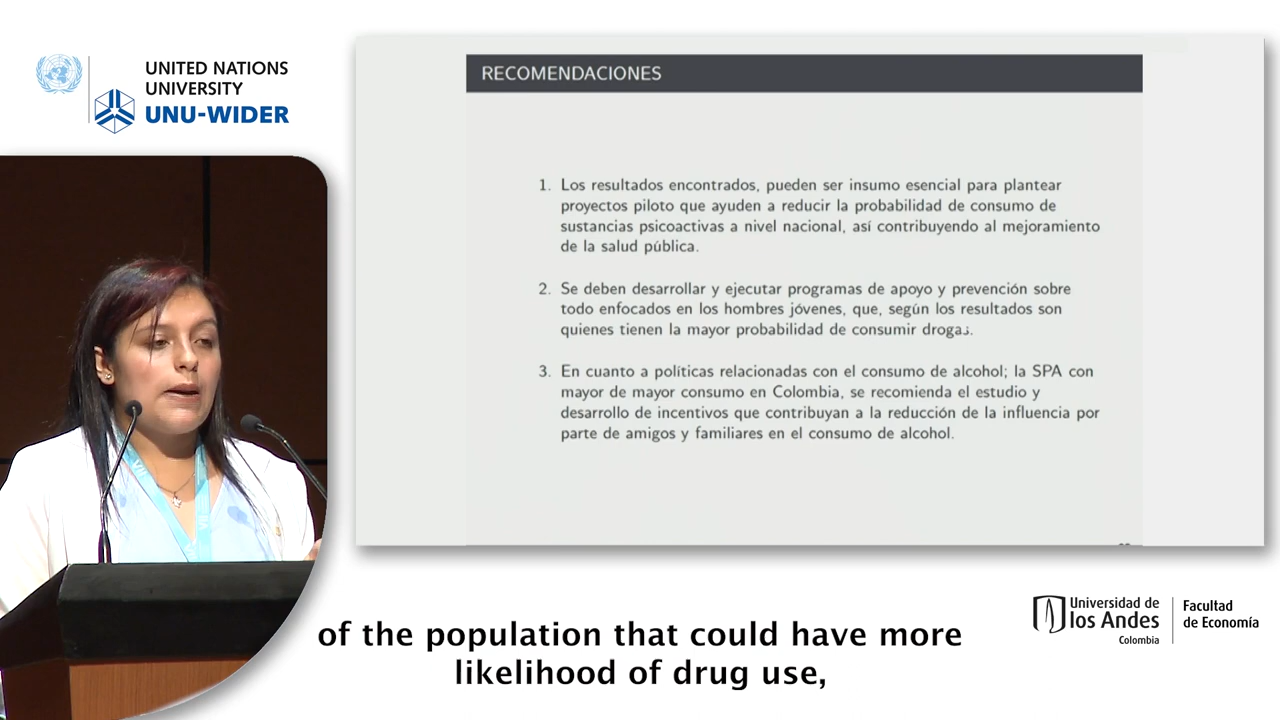 UNITED NATIONS
UNIVERSITY
UNU-WIDER
RECOMENDACIONES
1. Los resultados encontrados, pueden ser insumo esencial para plantear
proyectos piloto que ayuden a reducir la probabilidad de consumo de
sustancias psicoactivas a nivel nacional, así contribuyendo al mejoramiento
de la salud pública.
2. Se deben desarrollar y ejecutar programas de apoyo y prevención sobre
todo enfocados en los hombres jóvenes, que, según los resultados son
quienes tienen la mayor probabilidad de consumir drogas.
3. En cuanto a políticas relacionadas con el consumo de alcohol; la SPA con
mayor de mayor consumo en Colombia, se recomienda el estudio y
desarrollo de incentivos que contribuyan a la reducción de la influencia por
parte de amigos y familiares en el consumo de alcohol.
of the population that could have more
likelihood of drug use,
Universidad de
los Andes
Colombia
Facultad
de Economía